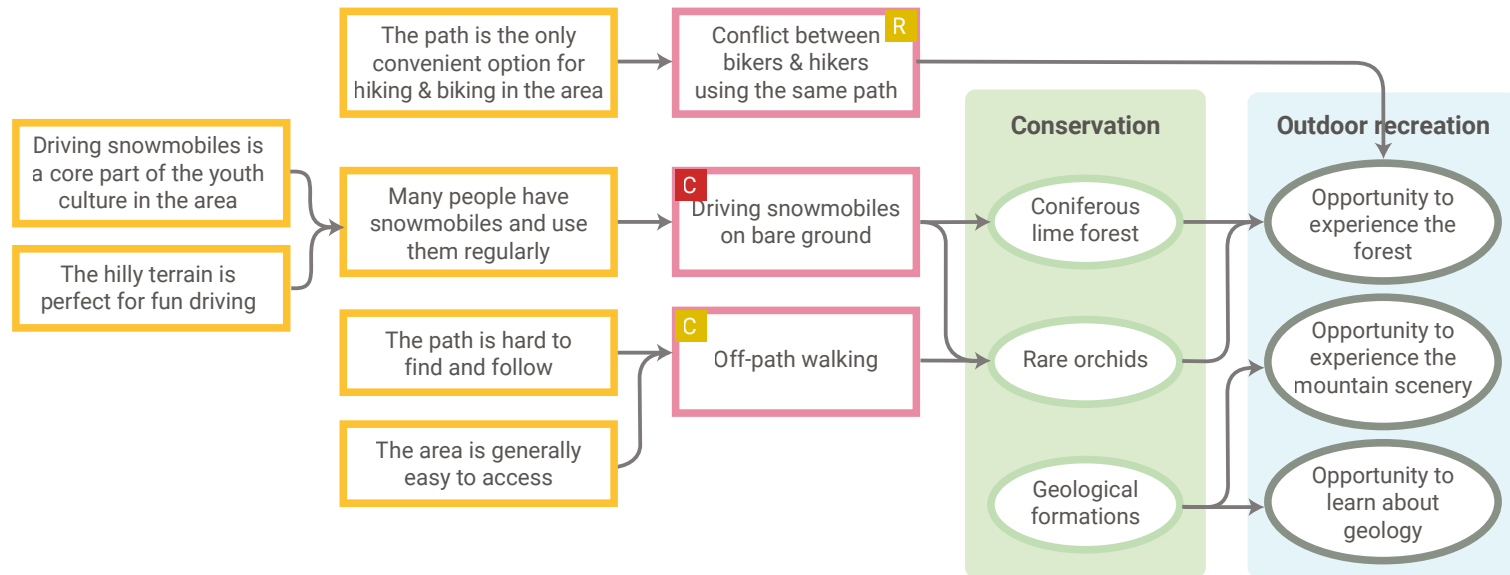 The path is the only
convenient option for
hiking & biking in the area
R
Conflict between
bikers & hikers
using the same path
Conservation
Outdoor recreation
Driving snowmobiles is
a core part of the youth
culture in the area
The hilly terrain is
perfect for fun driving
Many people have
snowmobiles and use
them regularly
C
Driving snowmobiles
on bare ground
Coniferous
lime forest
Opportunity to
experience the
forest
The path is hard to
find and follow
C
Off-path walking
Rare orchids
Opportunity to
experience the
mountain scenery
The area is generally
easy to access
Geological
formations
Opportunity to
learn about
geology